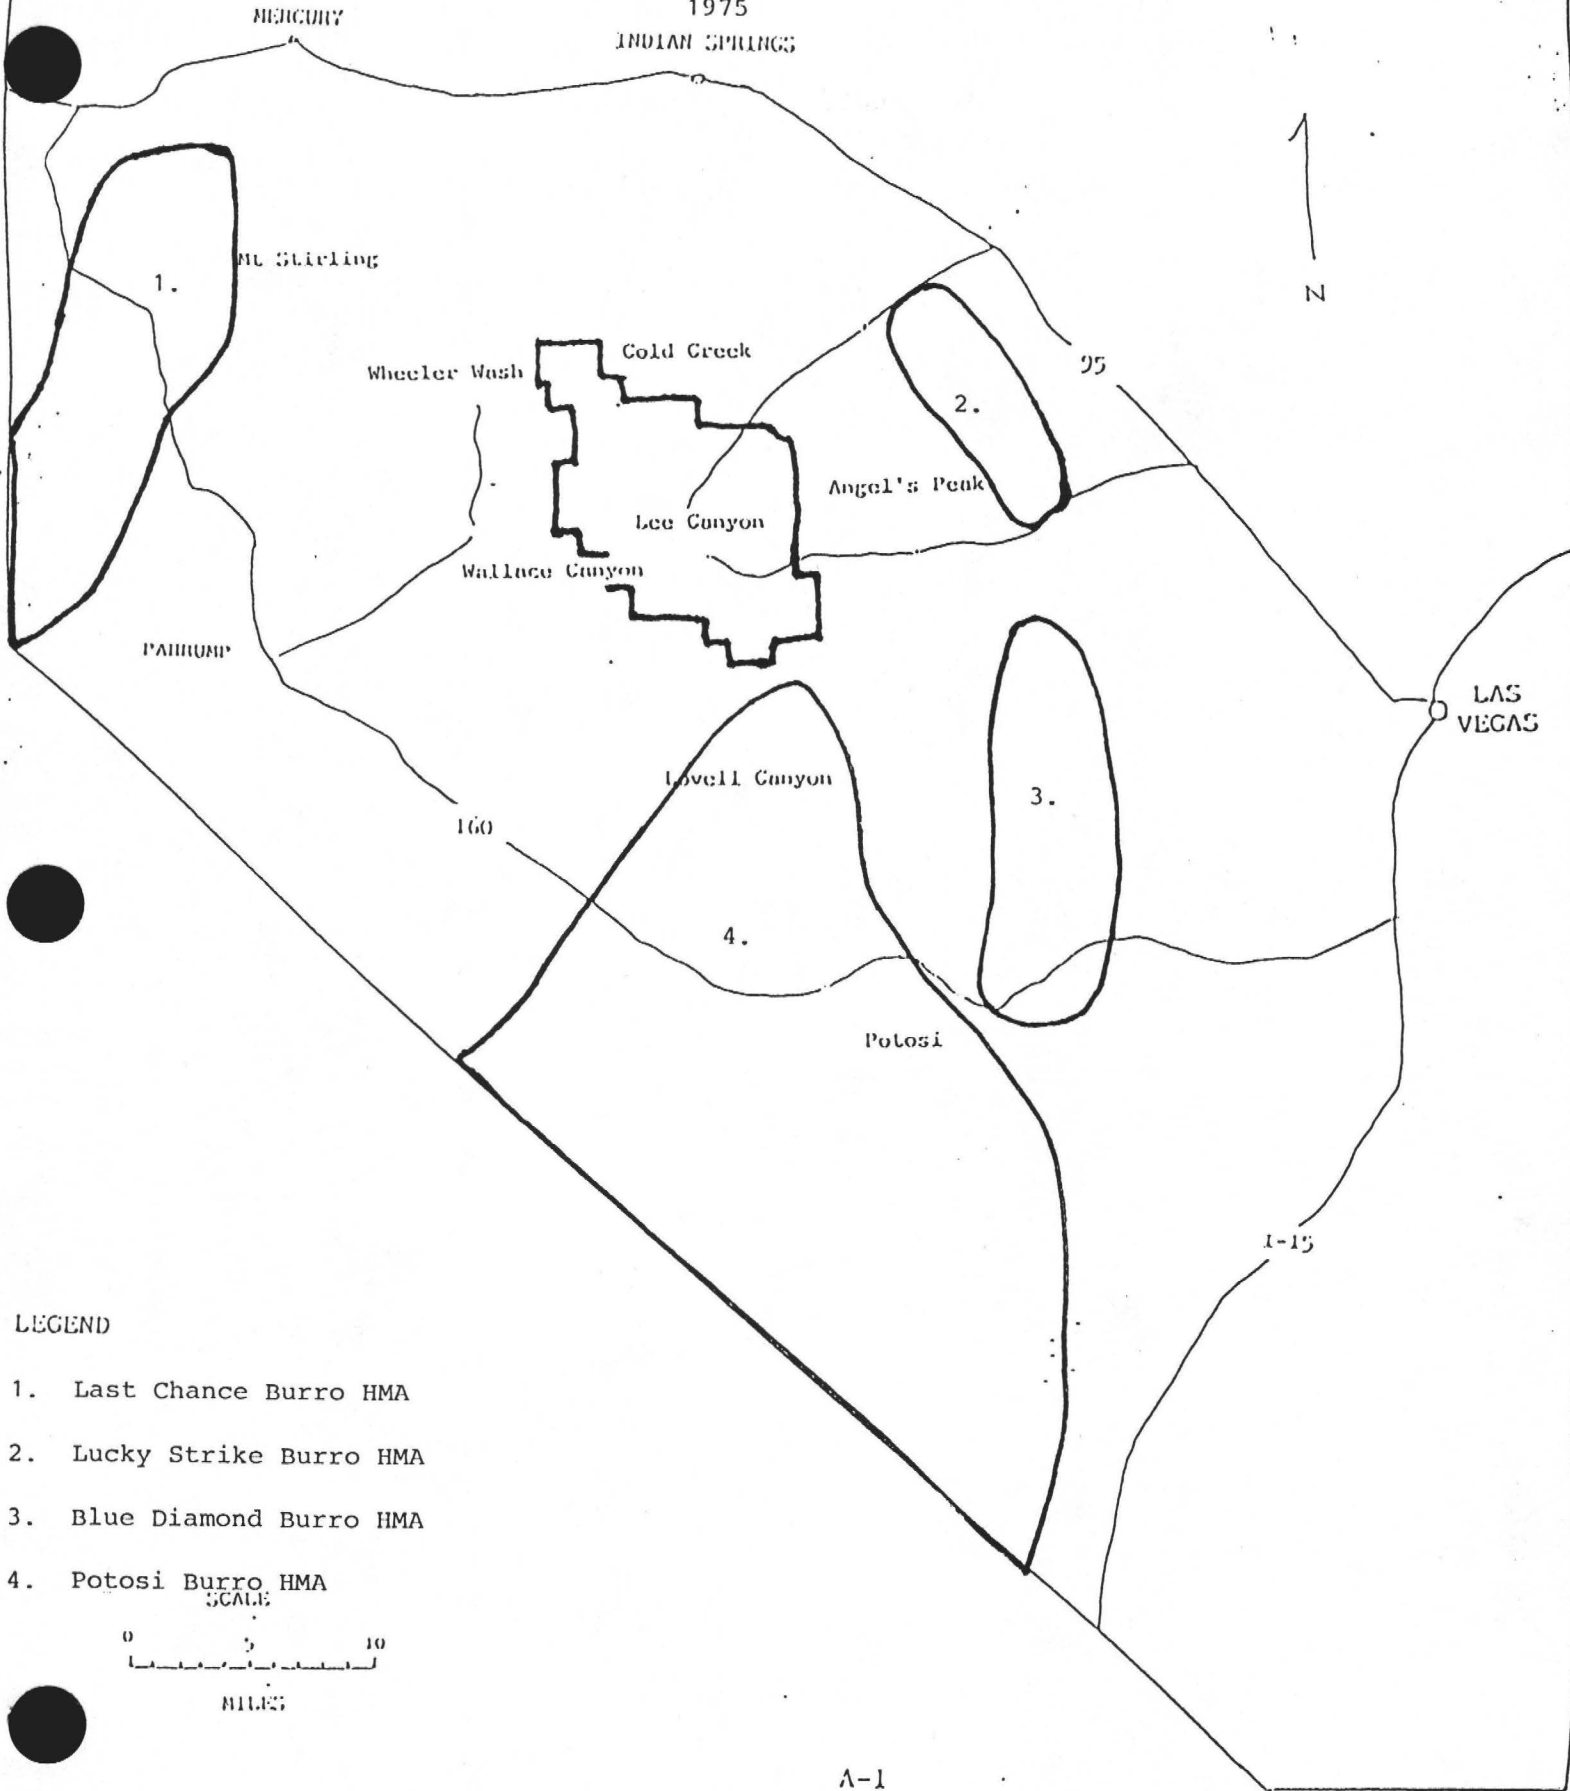 1975
MERCURY
INDIAN SPRINGS
N
Mt Stirling
1.
Cold Creek
Wheeler Wash
95
2.
Angel's Peak
Lee Canyon
Wallace Canyon
PAHRUMP
LAS
VEGAS
Lovell Canyon
3.
160
4.
Potosi
I-15
LEGEND
1. Last Chance Burro HMA
2. Lucky Strike Burro HMA
3. Blue Diamond Burro HMA
4. Potosi Burro HMA
SCALE
0 5 10
MILES
A-1